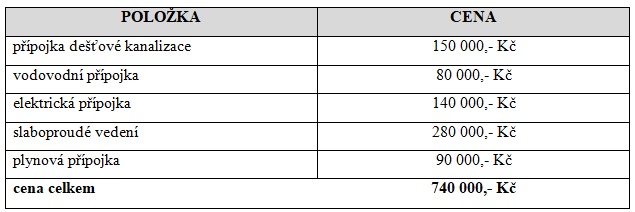 POLOŽKA CENA
přípojka dešťové kanalizace 150 000,- Kč
vodovodní přípojka 80 000,- Kč
elektrická přípojka 140 000,- Kč
slaboproudé vedení 280 000,- Kč
plynová přípojka 90 000,- Kč
cena celkem 740 000,- Kč